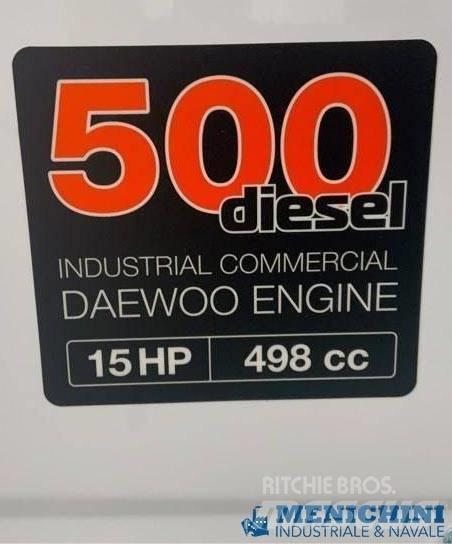 500
diesel
INDUSTRIAL COMMERCIAL
DAEWOO ENGINE
15 HP 498 cc
RITCHIE BROS.
MENICHINI
INDUSTRIALE & NAVALE